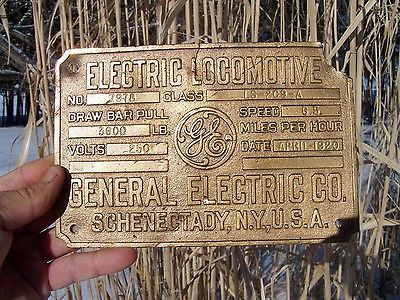 ELECTRIC LOCOMOTIVE
NO. CLASS
DRAW BAR PULL SPEED
3600 LB. MILES PER HOUR
GE
VOLTS 250 DATE APRIL-1920
GENERAL ELECTRIC CO.
SCHENECTADY, N.Y., U.S.A.